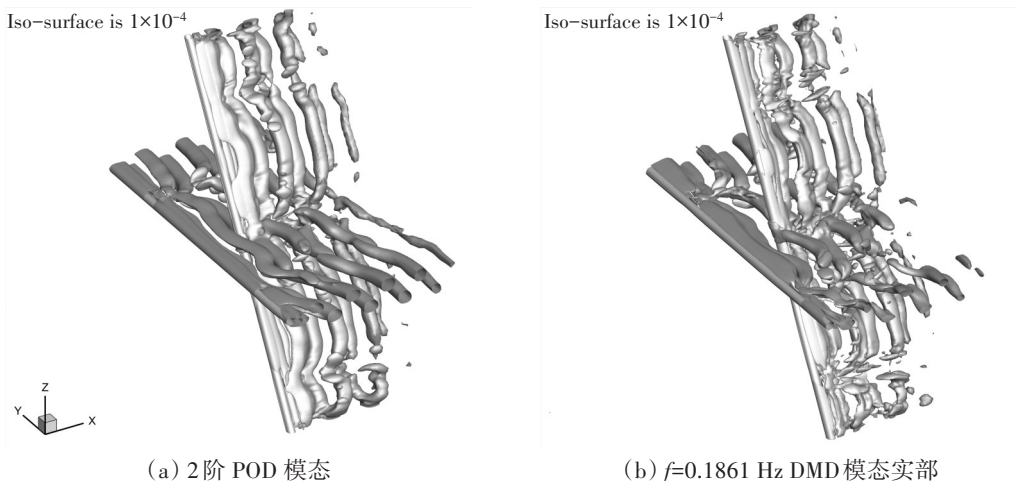 Iso-surface is 1×10⁻⁴
Iso-surface is 1×10⁻⁴
Z
Y
X
(a) 2阶 POD 模态
(b) f=0.1861 Hz DMD模态实部